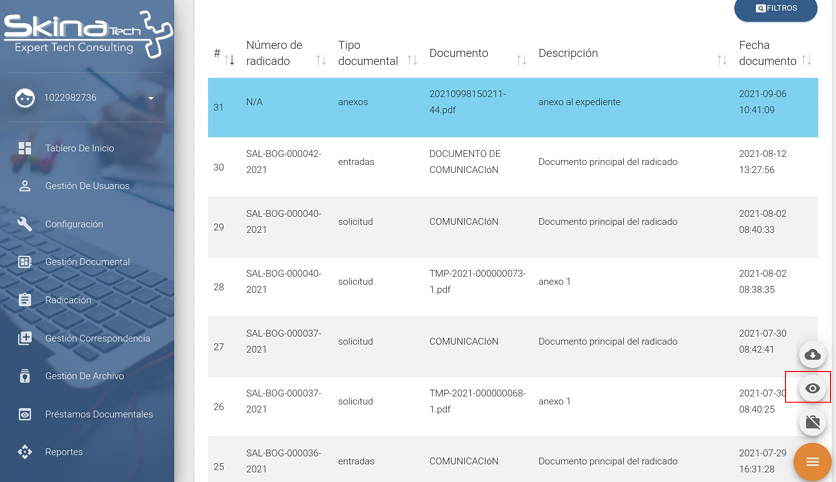 Skina Tech
Expert Tech Consulting
1022982736
Tablero De Inicio
Gestión De Usuarios
Configuración
Gestión Documental
Radicación
Gestión Correspondencia
Gestión De Archivo
Préstamos Documentales
Reportes
FILTROS
# Número de radicado Tipo documental Documento Descripción Fecha documento
31 N/A anexos 20210998150211-44.pdf anexo al expediente 2021-09-06 10:41:09
30 SAL-BOG-000042-2021 entradas DOCUMENTO DE COMUNICACIóN Documento principal del radicado 2021-08-12 13:27:56
29 SAL-BOG-000040-2021 solicitud COMUNICACIóN Documento principal del radicado 2021-08-02 08:40:33
28 SAL-BOG-000040-2021 solicitud TMP-2021-000000073-1.pdf anexo 1 2021-08-02 08:38:35
27 SAL-BOG-000037-2021 solicitud COMUNICACIóN Documento principal del radicado 2021-07-30 08:42:41
26 SAL-BOG-000037-2021 solicitud TMP-2021-000000068-1.pdf anexo 1 2021-07-30 08:40:25
25 SAL-BOG-000036-2021 entradas COMUNICACIóN Documento principal del radicado 2021-07-29 16:31:28